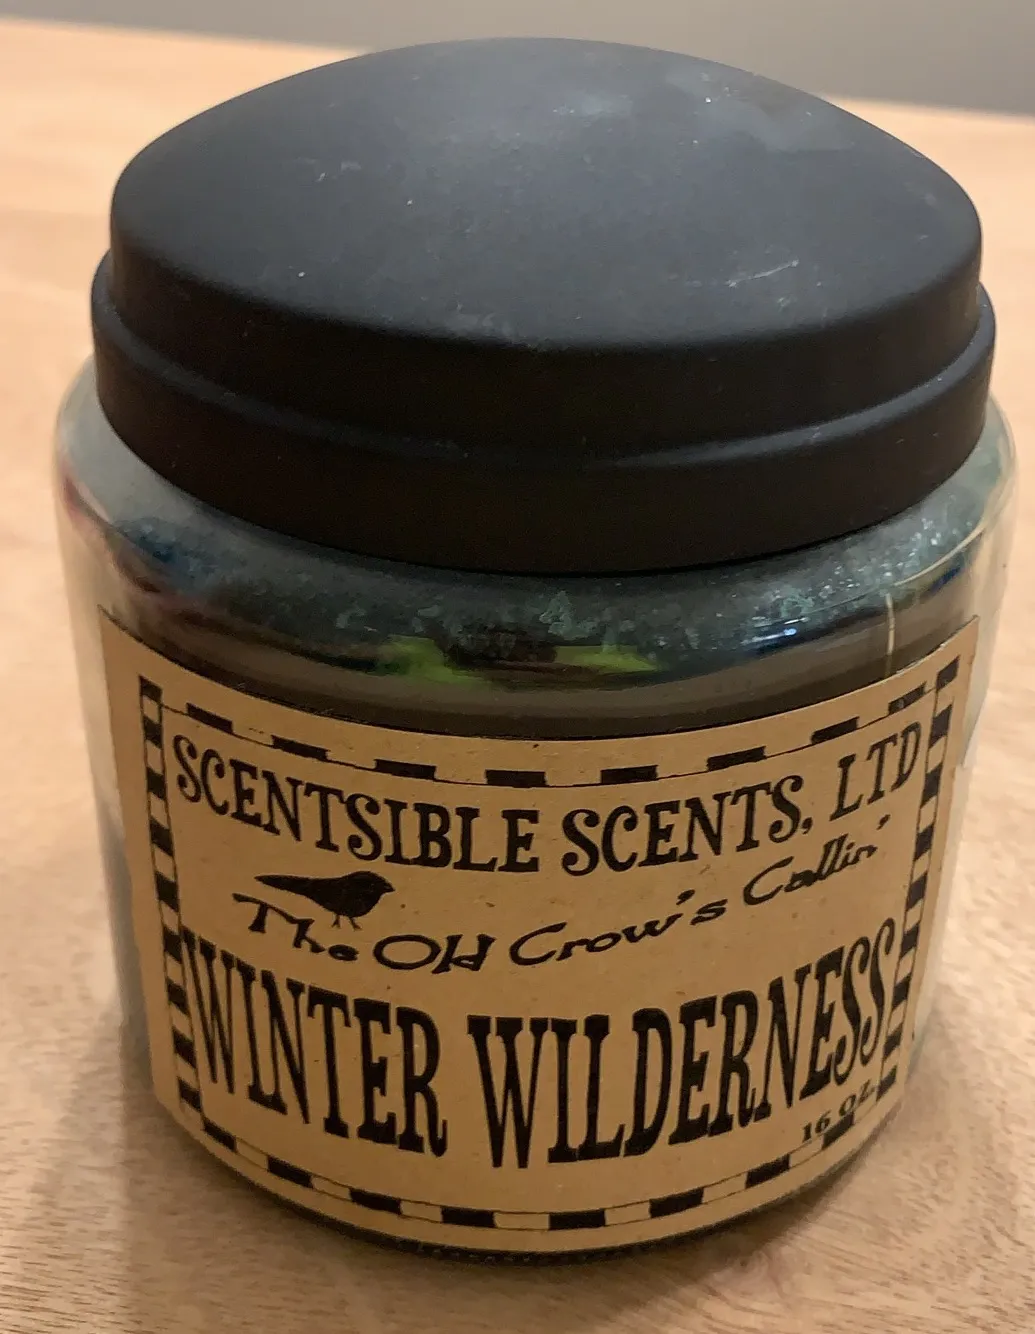 SCENTSIBLE SCENTS, LTD
The Old Crow's Callin'
WINTER WILDERNESS
16 OZ.